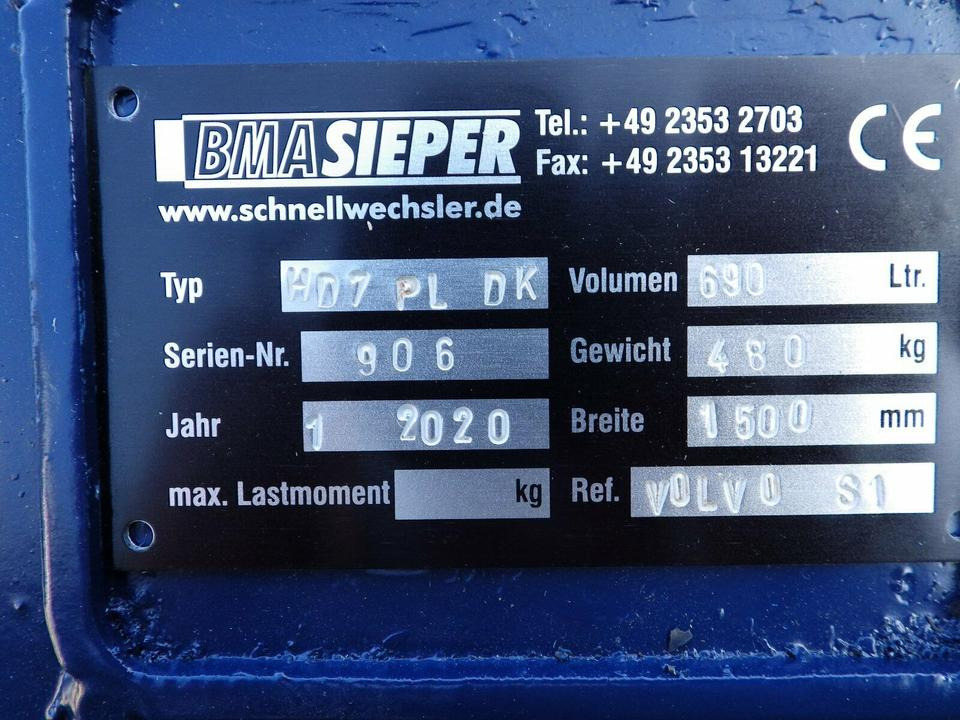 BMA SIEPER
Tel.: +49 2353 2703
Fax: +49 2353 13221
CE
www.schnellwechsler.de
Typ HD7 PL DK
Volumen 690 Ltr.
Serien-Nr. 906
Gewicht 480 kg
Jahr 1 2020
Breite 1500 mm
max. Lastmoment kg
Ref. VOLVO S1